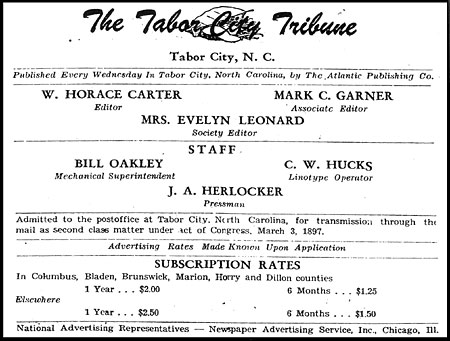 The Tabor City Tribune
Tabor City, N. C.
Published Every Wednesday In Tabor City, North Carolina, by The Atlantic Publishing Co.
W. HORACE CARTER MARK C. GARNER
Editor Associate Editor
MRS. EVELYN LEONARD
Society Editor
STAFF
BILL OAKLEY C. W. HUCKS
Mechanical Superintendent Linotype Operator
J. A. HERLOCKER
Pressman
Admitted to the postoffice at Tabor City, North Carolina, for transmission through the
mail as second class matter under act of Congress, March 3, 1897.
Advertising Rates Made Known Upon Application
SUBSCRIPTION RATES
In Columbus, Bladen, Brunswick, Marion, Horry and Dillon counties
1 Year . . . $2.00 6 Months . . . $1.25
Elsewhere
1 Year . . . $2.50 6 Months . . . $1.50
National Advertising Representatives — Newspaper Advertising Service, Inc., Chicago, Ill.